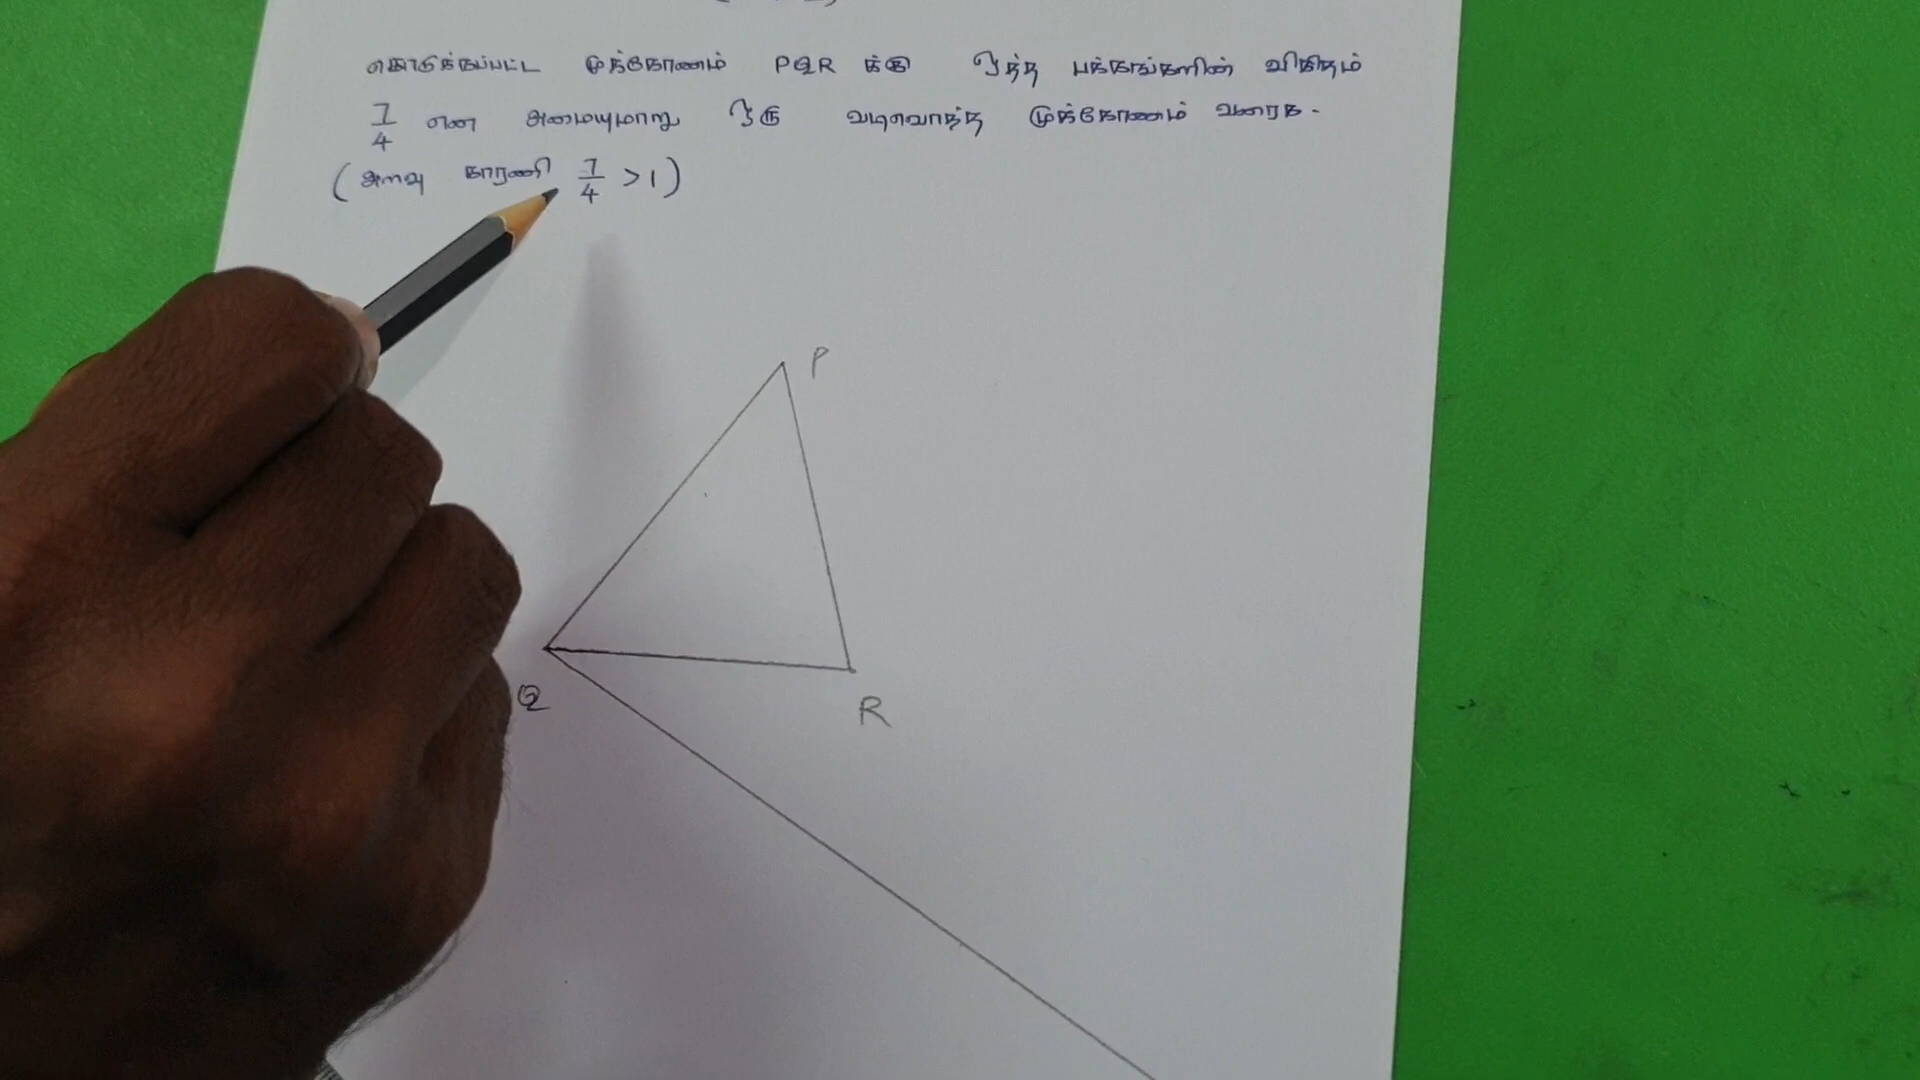 கொடுக்கப்பட்ட முக்கோணம் PQR க்கு ஒத்த பக்கங்களின் விகிதம்
7/4 என அமையுமாறு ஒரு வடிவொத்த முக்கோணம் வரைக.
(அளவு காரணி 7/4 > 1)
P
Q
R